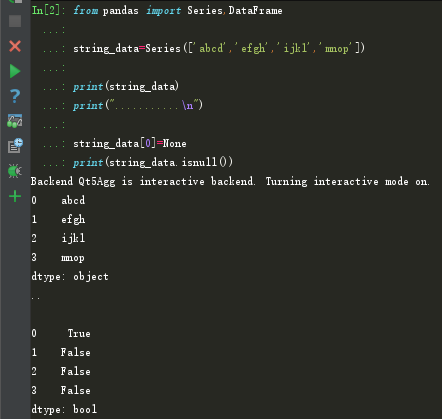 In[2]: from pandas import Series,DataFrame
...:
...: string_data=Series(['abcd','efgh','ijkl','mnop'])
...:
...: print(string_data)
...: print("...........\n")
...:
...: string_data[0]=None
...: print(string_data.isnull())
Backend Qt5Agg is interactive backend. Turning interactive mode on.
0    abcd
1    efgh
2    ijkl
3    mnop
dtype: object
..
0     True
1    False
2    False
3    False
dtype: bool